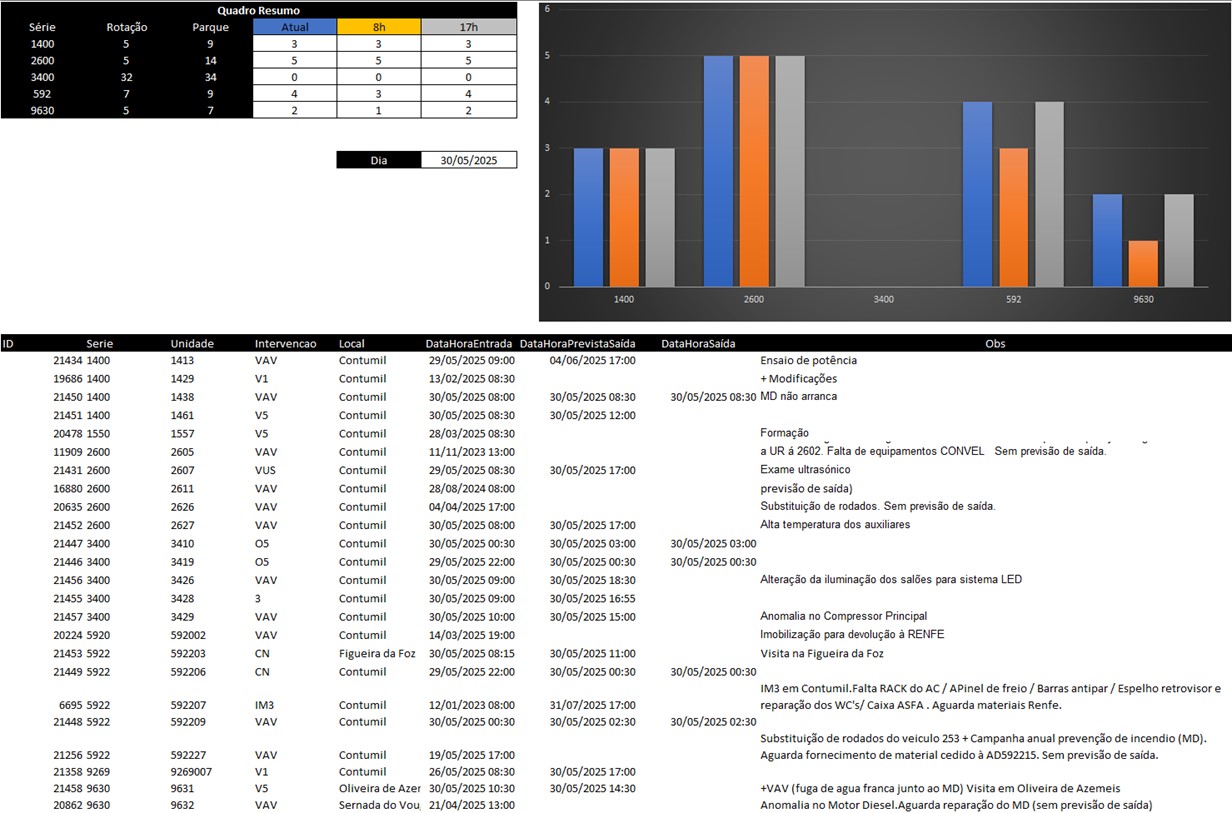 Quadro Resumo
Série Rotação Parque Atual 8h 17h
1400 5 9 3 3 3
2600 5 14 5 5 5
3400 32 34 0 0 0
592 7 9 4 3 4
9630 5 7 2 1 2
Dia 30/05/2025
6
5
4
3
2
1
0
1400 2600 3400 592 9630
ID Serie Unidade Intervencao Local DataHoraEntrada DataHoraPrevistaSaída DataHoraSaída Obs
21434 1400 1413 VAV Contumil 29/05/2025 09:00 04/06/2025 17:00 Ensaio de potência
19686 1400 1429 V1 Contumil 13/02/2025 08:30 + Modificações
21450 1400 1438 VAV Contumil 30/05/2025 08:00 30/05/2025 08:30 30/05/2025 08:30 MD não arranca
21451 1400 1461 V5 Contumil 30/05/2025 08:30 30/05/2025 12:00
20478 1550 1557 V5 Contumil 28/03/2025 08:30 Formação
11909 2600 2605 VAV Contumil 11/11/2023 13:00 a UR á 2602. Falta de equipamentos CONVEL Sem previsão de saída.
21431 2600 2607 VUS Contumil 29/05/2025 08:30 30/05/2025 17:00 Exame ultrasónico
16880 2600 2611 VAV Contumil 28/08/2024 08:00 previsão de saída)
20635 2600 2626 VAV Contumil 04/04/2025 17:00 Substituição de rodados. Sem previsão de saída.
21452 2600 2627 VAV Contumil 30/05/2025 08:00 30/05/2025 17:00 Alta temperatura dos auxiliares
21447 3400 3410 O5 Contumil 30/05/2025 00:30 30/05/2025 03:00 30/05/2025 03:00
21446 3400 3419 O5 Contumil 29/05/2025 22:00 30/05/2025 00:30 30/05/2025 00:30
21456 3400 3426 VAV Contumil 30/05/2025 09:00 30/05/2025 18:30 Alteração da iluminação dos salões para sistema LED
21455 3400 3428 3 Contumil 30/05/2025 09:00 30/05/2025 16:55
21457 3400 3429 VAV Contumil 30/05/2025 10:00 30/05/2025 15:00 Anomalia no Compressor Principal
20224 5920 592002 VAV Contumil 14/03/2025 19:00 Imobilização para devolução à RENFE
21453 5922 592203 CN Figueira da Foz 30/05/2025 08:15 30/05/2025 11:00 Visita na Figueira da Foz
21449 5922 592206 CN Contumil 29/05/2025 22:00 30/05/2025 00:30 30/05/2025 00:30
IM3 em Contumil.Falta RACK do AC / APinel de freio / Barras antipar / Espelho retrovisor e
6695 5922 592207 IM3 Contumil 12/01/2023 08:00 31/07/2025 17:00 reparação dos WC's/ Caixa ASFA . Aguarda materiais Renfe.
21448 5922 592209 VAV Contumil 30/05/2025 00:30 30/05/2025 02:30 30/05/2025 02:30
Substituição de rodados do veiculo 253 + Campanha anual prevenção de incendio (MD).
21256 5922 592227 VAV Contumil 19/05/2025 17:00 Aguarda fornecimento de material cedido à AD592215. Sem previsão de saída.
21358 9269 9269007 V1 Contumil 26/05/2025 08:30 30/05/2025 17:00
21458 9630 9631 V5 Oliveira de Azer 30/05/2025 10:30 30/05/2025 14:30 +VAV (fuga de agua franca junto ao MD) Visita em Oliveira de Azemeis
20862 9630 9632 VAV Sernada do Vou 21/04/2025 13:00 Anomalia no Motor Diesel.Aguarda reparação do MD (sem previsão de saída)